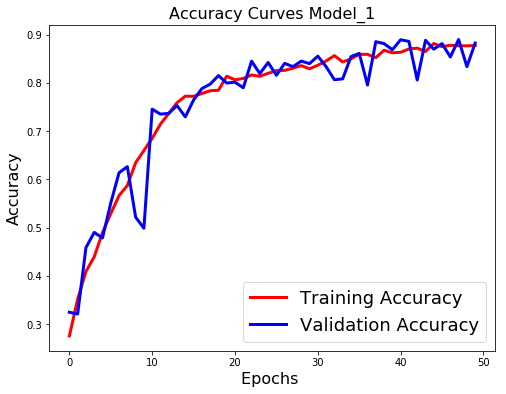 Accuracy Curves Model_1
Accuracy
0.9
0.8
0.7
0.6
0.5
0.4
0.3
0
10
20
30
40
50
Epochs
Training Accuracy
Validation Accuracy